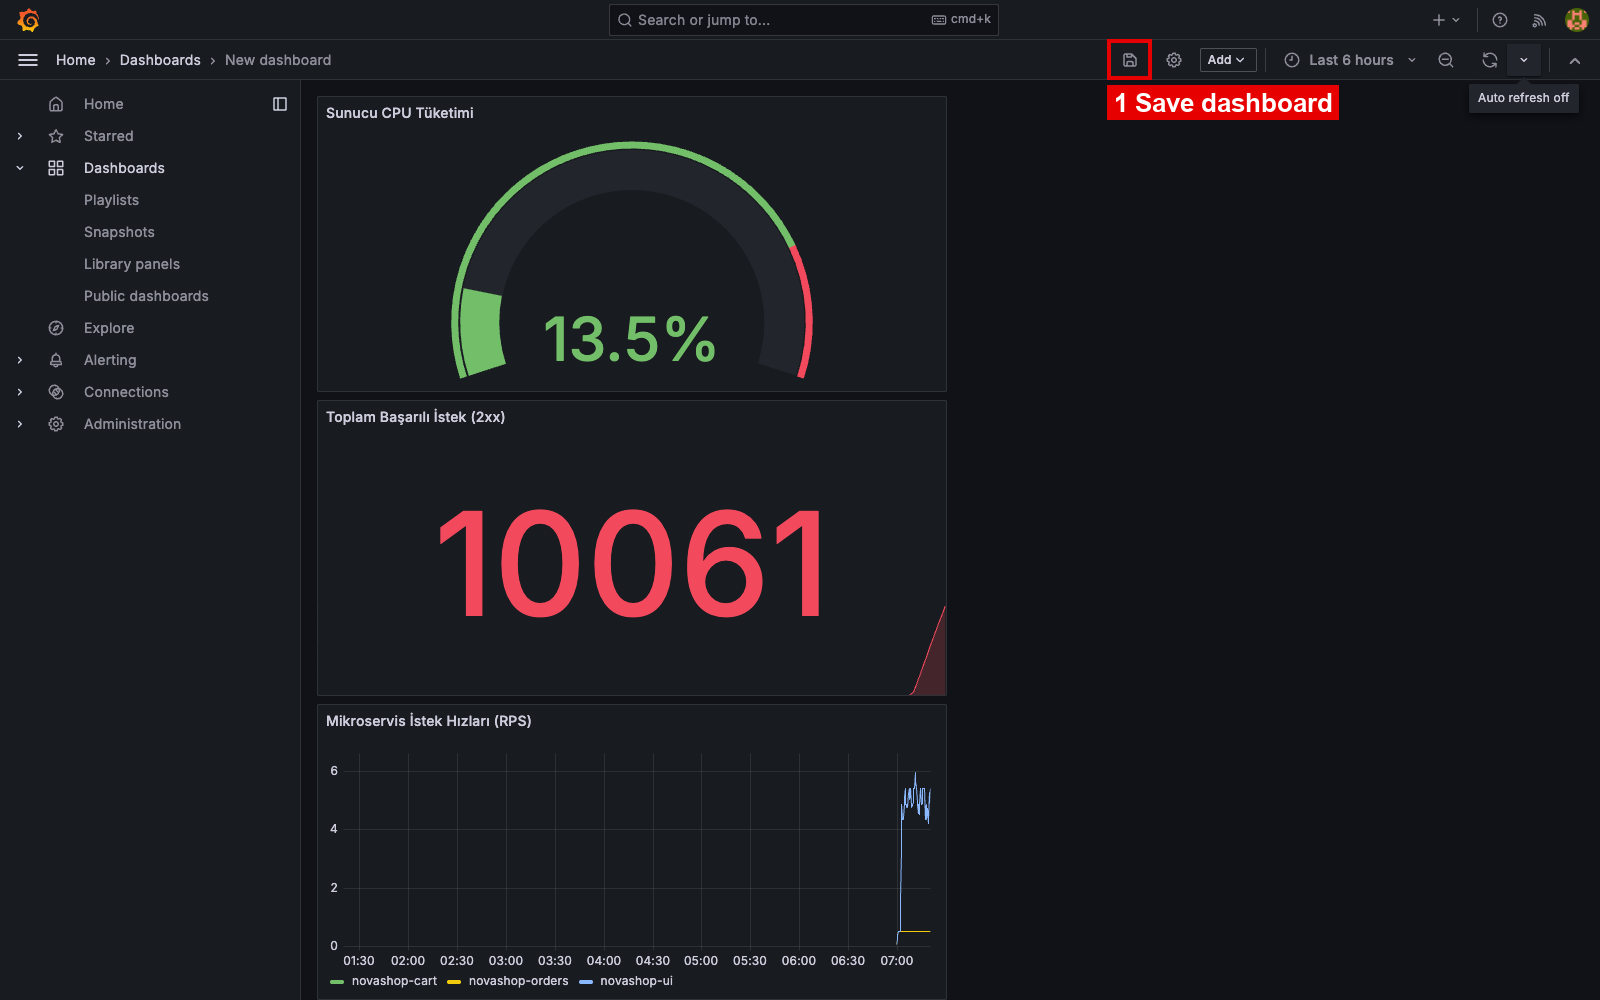 Search or jump to...
cmd+k
Home › Dashboards › New dashboard
Add
Last 6 hours
1 Save dashboard
Auto refresh off
Home
Starred
Dashboards
Playlists
Snapshots
Library panels
Public dashboards
Explore
Alerting
Connections
Administration
Sunucu CPU Tüketimi
13.5%
Toplam Başarılı İstek (2xx)
10061
Mikroservis İstek Hızları (RPS)
6
4
2
0
01:30 02:00 02:30 03:00 03:30 04:00 04:30 05:00 05:30 06:00 06:30 07:00
novashop-cart novashop-orders novashop-ui